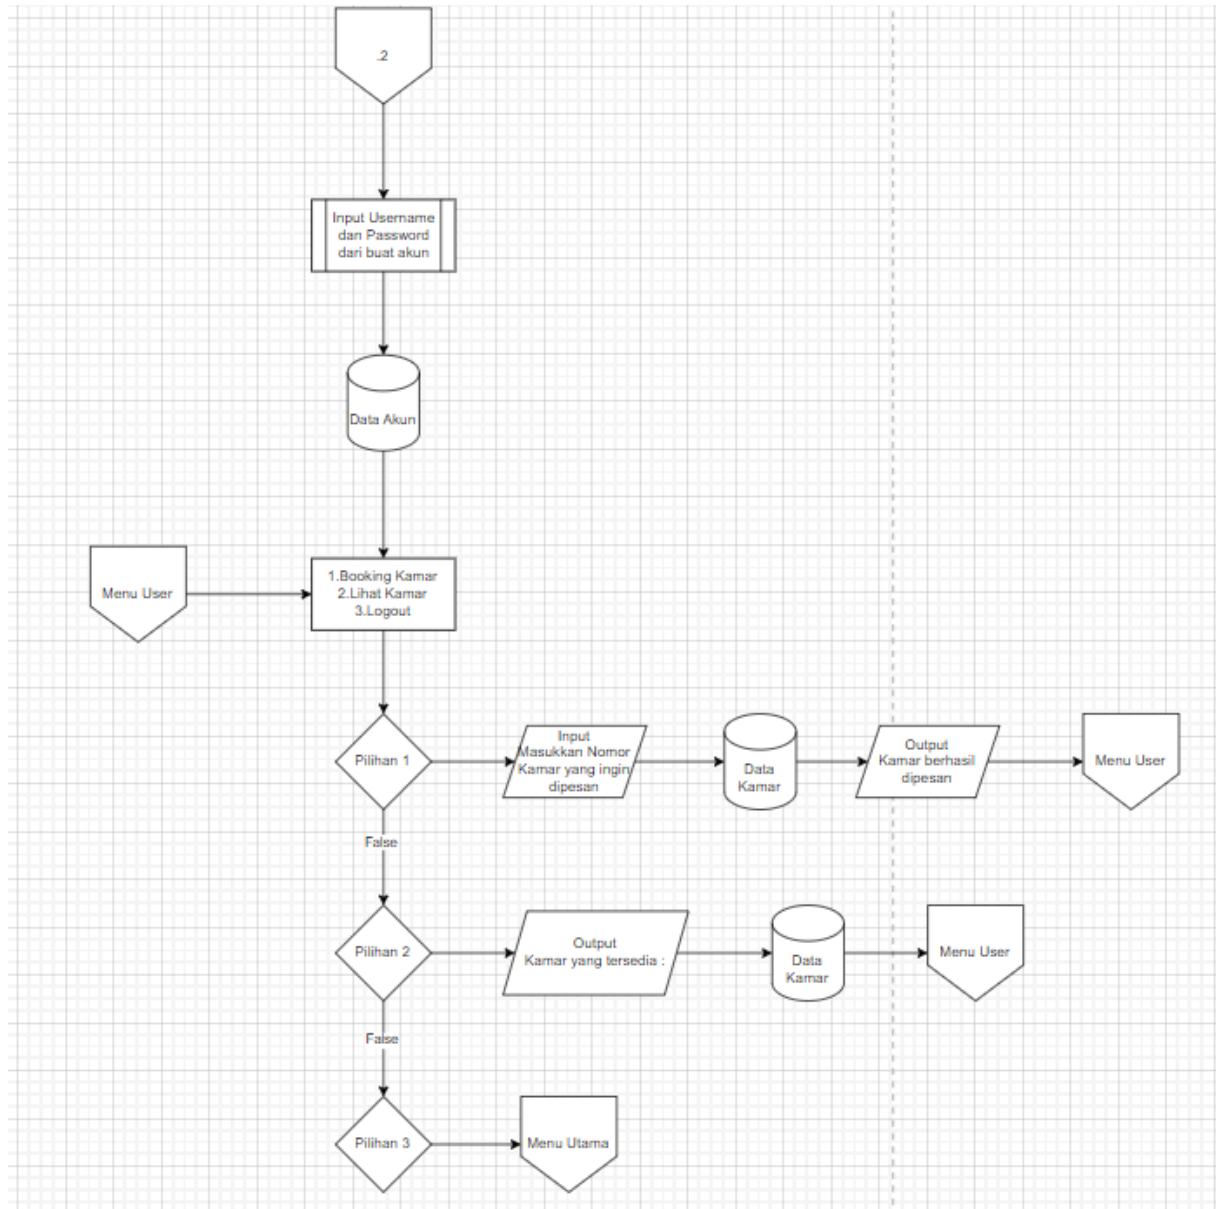 .2
Input Username
dan Password
dari buat akun
Data Akun
Menu User
1.Booking Kamar
2.Lihat Kamar
3.Logout
Pilihan 1
Input
Masukkan Nomor
Kamar yang ingin
dipesan
Data
Kamar
Output
Kamar berhasil
dipesan
Menu User
False
Pilihan 2
Output
Kamar yang tersedia :
Data
Kamar
Menu User
False
Pilihan 3
Menu Utama